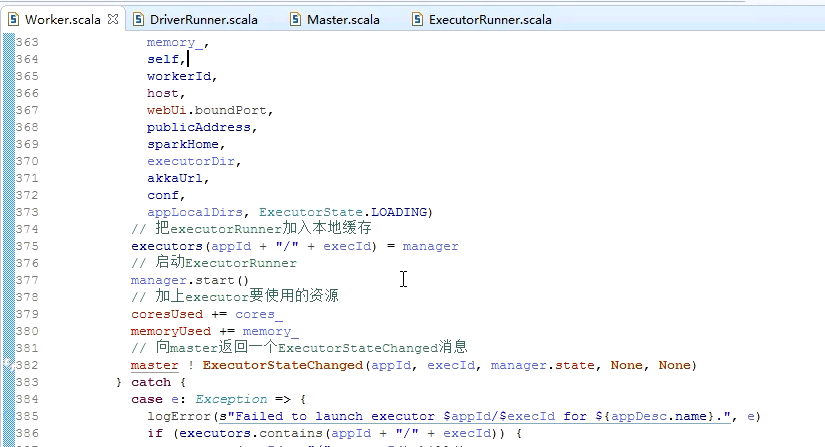 Worker.scala DriverRunner.scala Master.scala ExecutorRunner.scala
363 memory_,
364 self,
365 workerId,
366 host,
367 webUi.boundPort,
368 publicAddress,
369 sparkHome,
370 executorDir,
371 akkaUrl,
372 conf,
373 appLocalDirs, ExecutorState.LOADING)
374 // 把executorRunner加入本地缓存
375 executors(appId + "/" + execId) = manager
376 // 启动ExecutorRunner
377 manager.start()
378 // 加上executor要使用的资源
379 coresUsed += cores_
380 memoryUsed += memory_
381 // 向master返回一个ExecutorStateChanged消息
382 master ! ExecutorStateChanged(appId, execId, manager.state, None, None)
383 } catch {
384 case e: Exception => {
385 logError(s"Failed to launch executor $appId/$execId for ${appDesc.name}.", e)
386 if (executors.contains(appId + "/" + execId)) {